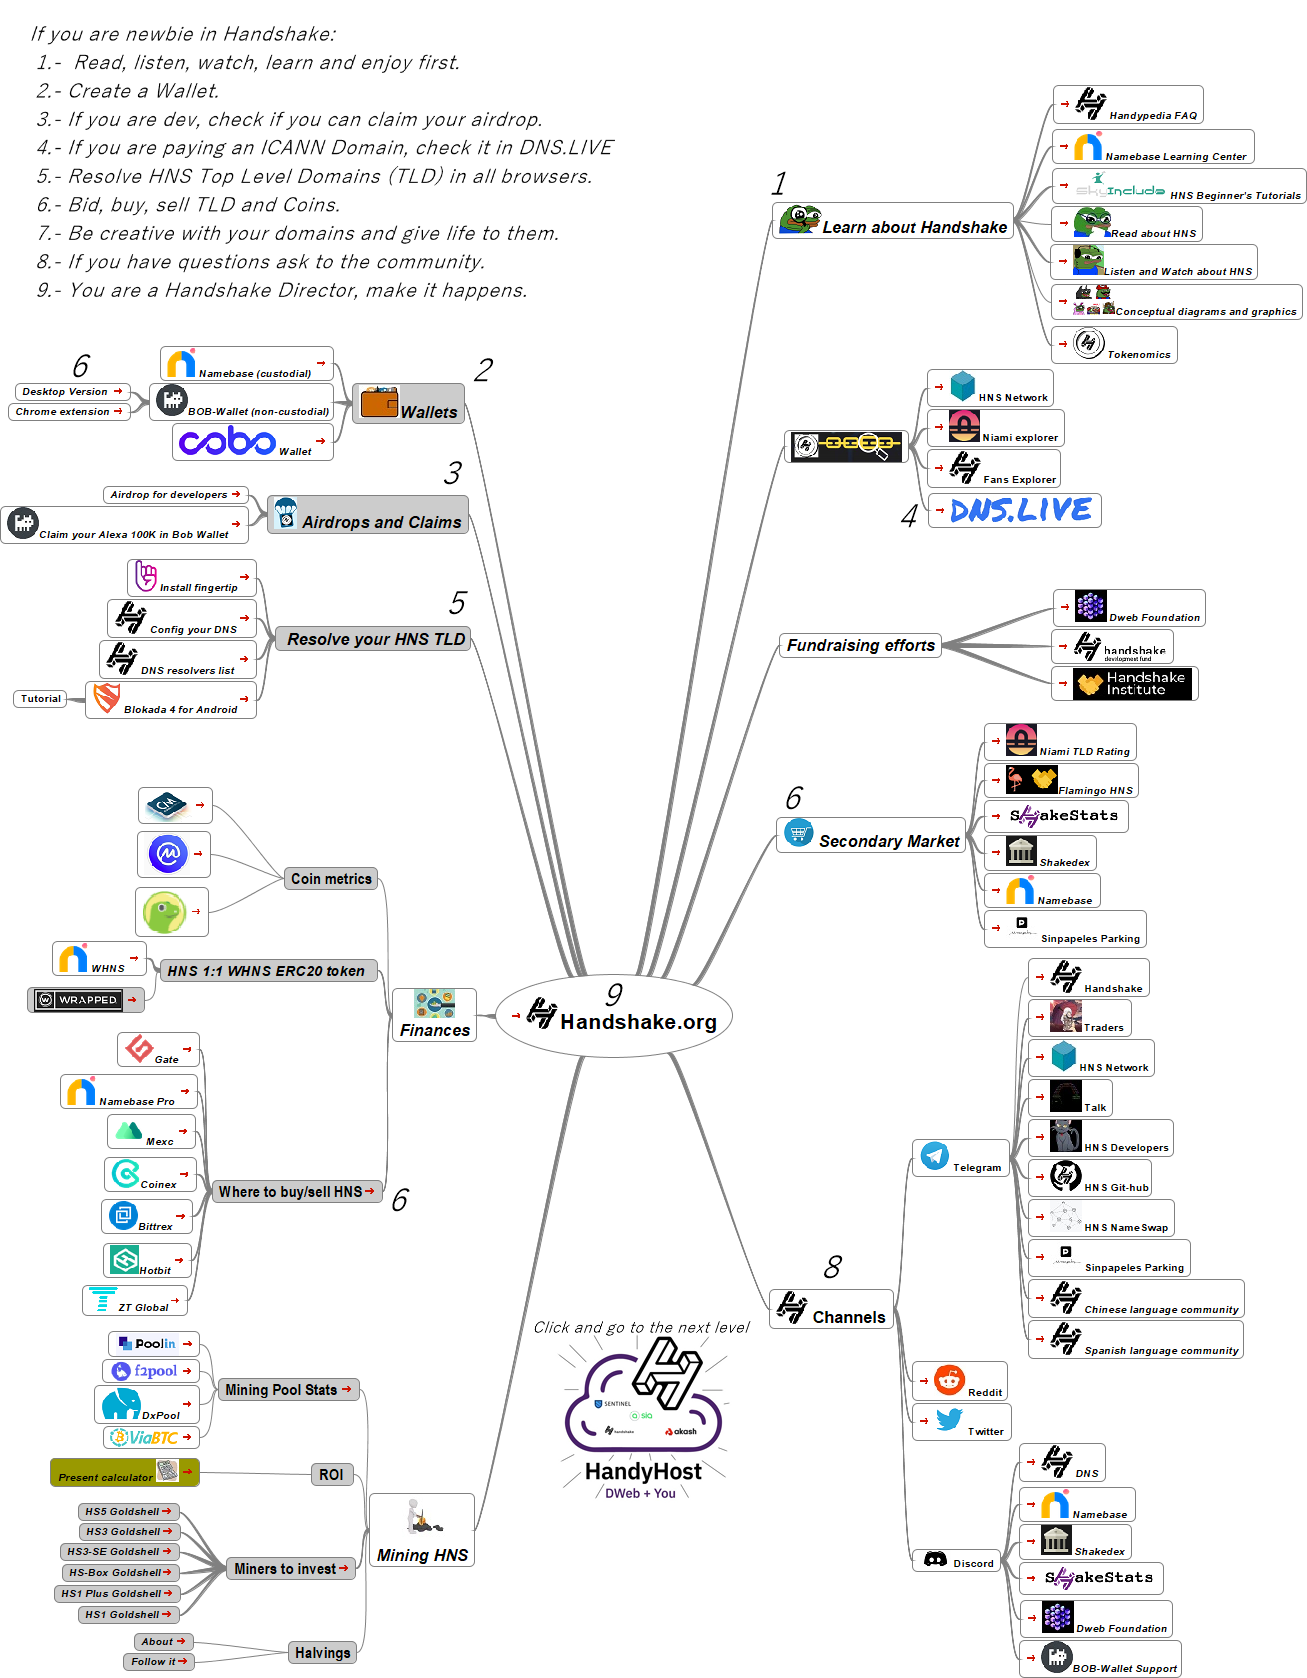 If you are newbie in Handshake:
1.- Read, listen, watch, learn and enjoy first.
2.- Create a Wallet.
3.- If you are dev, check if you can claim your airdrop.
4.- If you are paying an ICANN Domain, check it in DNS.LIVE
5.- Resolve HNS Top Level Domains (TLD) in all browsers.
6.- Bid, buy, sell TLD and Coins.
7.- Be creative with your domains and give life to them.
8.- If you have questions ask to the community.
9.- You are a Handshake Director, make it happens.
1
Learn about Handshake
Handypedia FAQ
Namebase Learning Center
SkyInclude HNS Beginner's Tutorials
Read about HNS
Listen and Watch about HNS
Conceptual diagrams and graphics
Tokenomics
HNS Network
Niami explorer
Fans Explorer
4
DNS.LIVE
Fundraising efforts
Dweb Foundation
handshake
development fund
Handshake
Institute
6
Secondary Market
Niami TLD Rating
Flamingo HNS
ShakeStats
Shakedex
Namebase
Sinpapeles Parking
2
Wallets
Namebase (custodial)
6
BOB-Wallet (non-custodial)
Desktop Version
Chrome extension
cobo Wallet
3
Airdrops and Claims
Airdrop for developers
Claim your Alexa 100K in Bob Wallet
5
Resolve your HNS TLD
Install fingertip
Config your DNS
DNS resolvers list
Blokada 4 for Android
Tutorial
9
Handshake.org
Finances
Coin metrics
CM
HNS 1:1 WHNS ERC20 token
WHNS
WRAPPED
Where to buy/sell HNS
6
Gate
Namebase Pro
Mexc
Coinex
Bittrex
Hotbit
ZT Global
Mining HNS
Mining Pool Stats
Poolin
f2pool
DxPool
ViaBTC
ROI
Present calculator
Miners to invest
HS5 Goldshell
HS3 Goldshell
HS3-SE Goldshell
HS-Box Goldshell
HS1 Plus Goldshell
HS1 Goldshell
Halvings
About
Follow it
Click and go to the next level
SENTINEL
sia
handshake
akash
HandyHost
DWeb + You
8
Channels
Telegram
Handshake
Traders
HNS Network
Talk
HNS Developers
HNS Git-hub
HNS NameSwap
Sinpapeles Parking
Chinese language community
Spanish language community
Reddit
Twitter
Discord
DNS
Namebase
Shakedex
ShakeStats
Dweb Foundation
BOB-Wallet Support